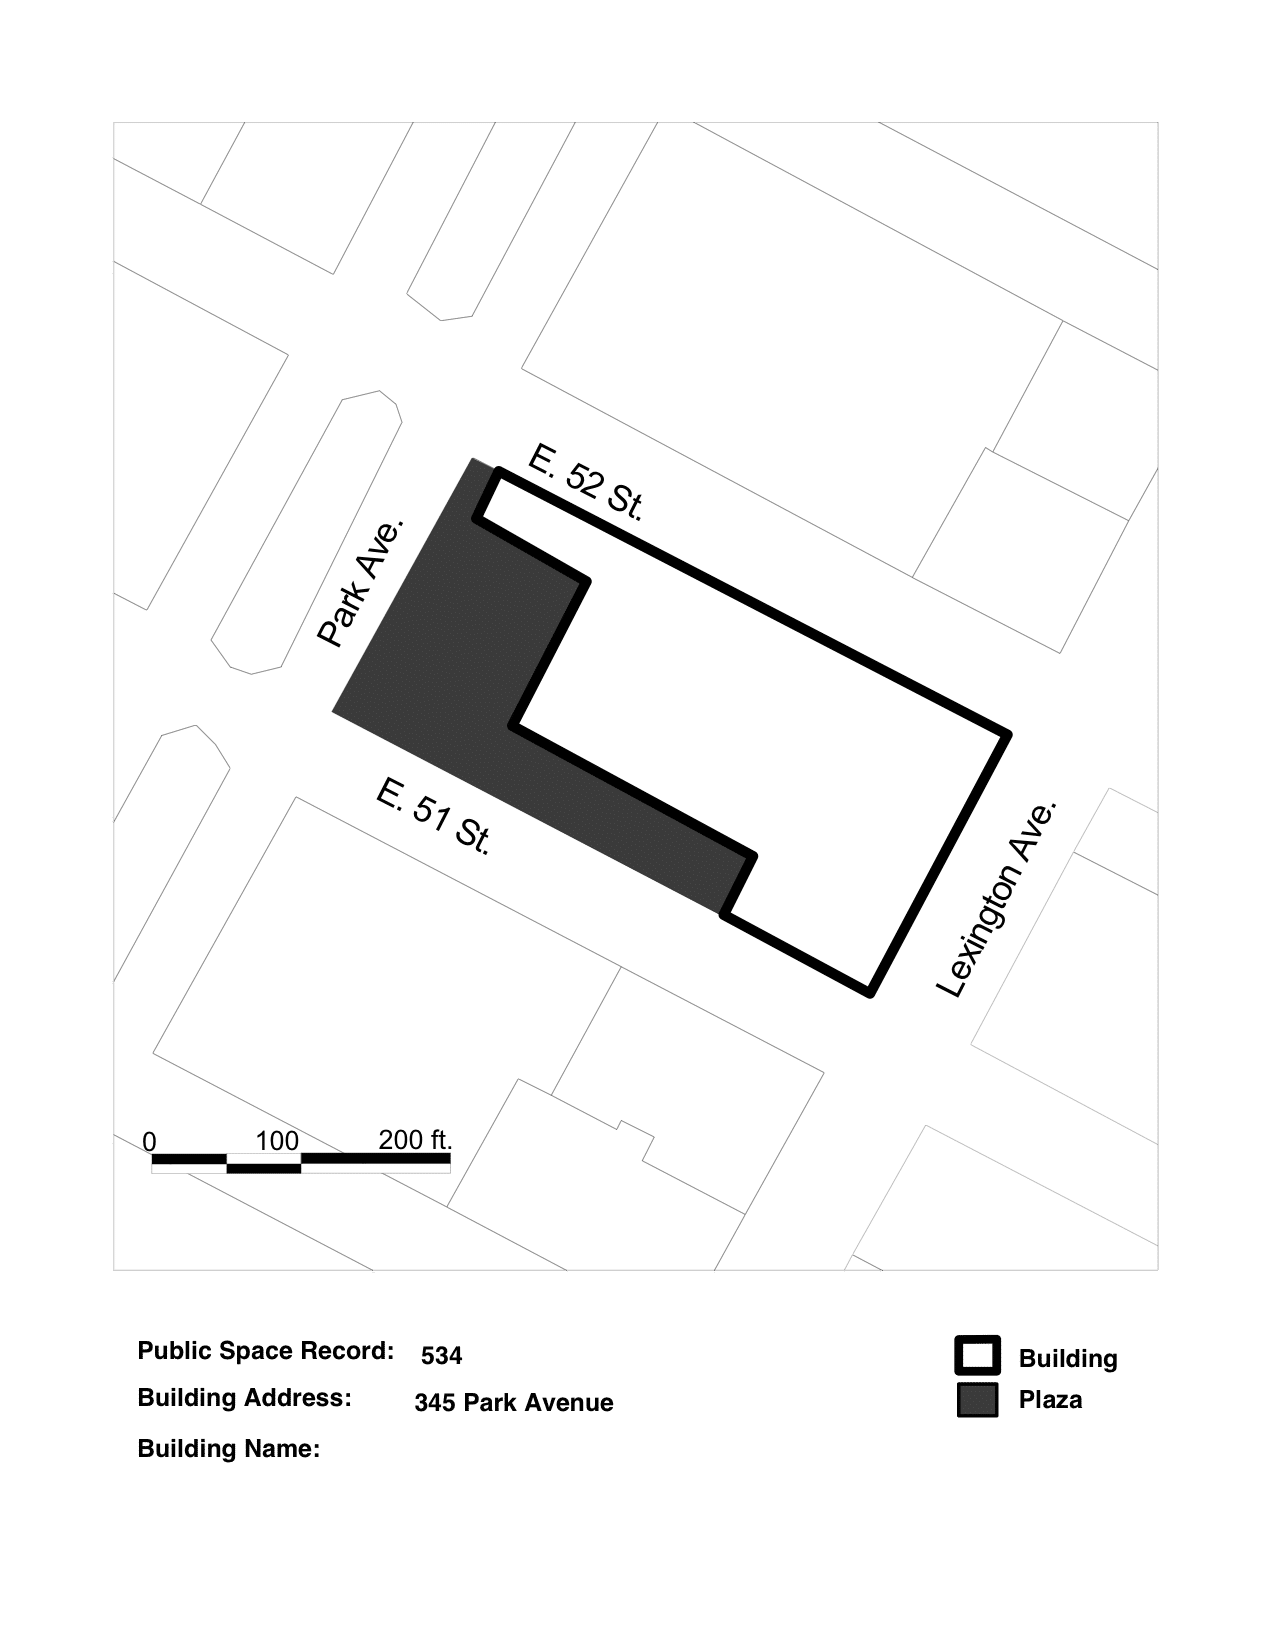 E. 52 St.
Park Ave.
E. 51 St.
Lexington Ave.
0 100 200 ft.
Public Space Record: 534
Building Address: 345 Park Avenue
Building Name:
Building
Plaza